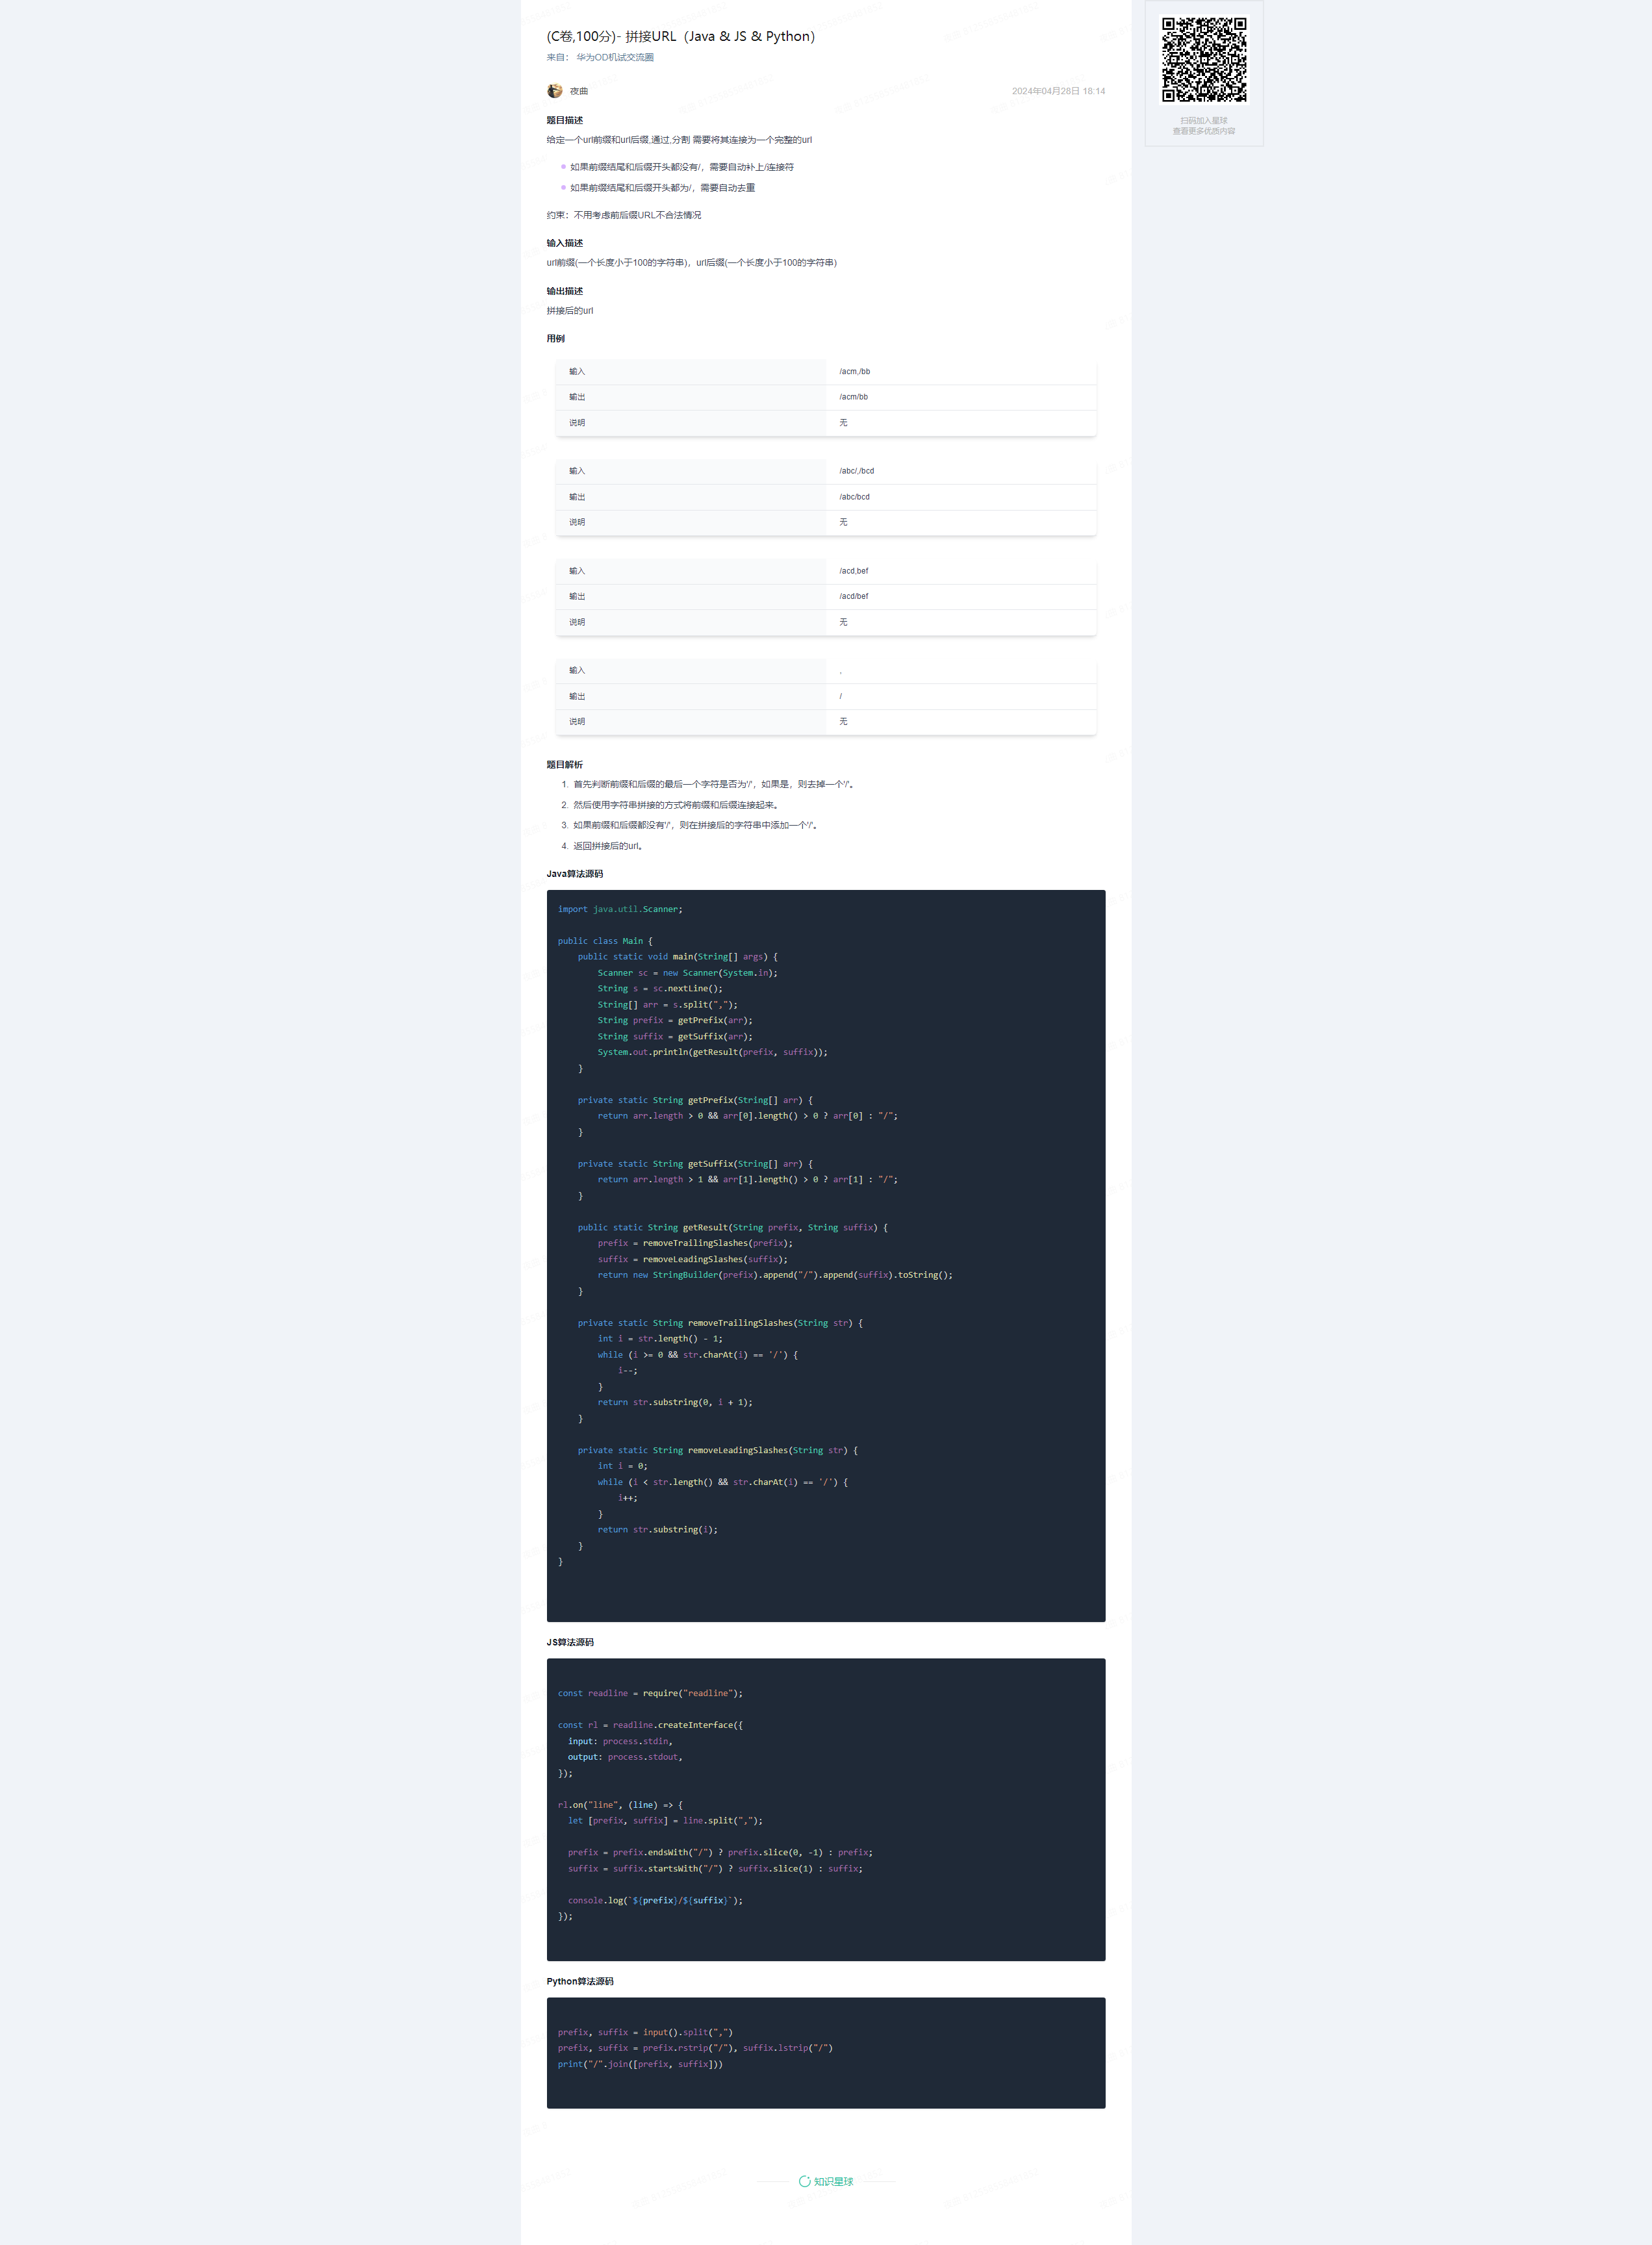 (C卷,100分)- 拼接URL（Java & JS & Python）
来自： 华为OD机试交流圈
夜曲
2024年04月28日 18:14
扫码加入星球
查看更多优质内容
题目描述
给定一个url前缀和url后缀,通过,分割 需要将其连接为一个完整的url
如果前缀结尾和后缀开头都没有/，需要自动补上/连接符
如果前缀结尾和后缀开头都为/，需要自动去重
约束：不用考虑前后缀URL不合法情况
输入描述
url前缀(一个长度小于100的字符串)，url后缀(一个长度小于100的字符串)
输出描述
拼接后的url
用例
输入 /acm,/bb
输出 /acm/bb
说明 无
输入 /abc/,/bcd
输出 /abc/bcd
说明 无
输入 /acd,bef
输出 /acd/bef
说明 无
输入 ,
输出 /
说明 无
题目解析
1. 首先判断前缀和后缀的最后一个字符是否为'/'，如果是，则去掉一个'/'。
2. 然后使用字符串拼接的方式将前缀和后缀连接起来。
3. 如果前缀和后缀都没有'/'，则在拼接后的字符串中添加一个'/'。
4. 返回拼接后的url。
Java算法源码
import java.util.Scanner;
public class Main {
public static void main(String[] args) {
Scanner sc = new Scanner(System.in);
String s = sc.nextLine();
String[] arr = s.split(",");
String prefix = getPrefix(arr);
String suffix = getSuffix(arr);
System.out.println(getResult(prefix, suffix));
}
private static String getPrefix(String[] arr) {
return arr.length > 0 && arr[0].length() > 0 ? arr[0] : "/";
}
private static String getSuffix(String[] arr) {
return arr.length > 1 && arr[1].length() > 0 ? arr[1] : "/";
}
public static String getResult(String prefix, String suffix) {
prefix = removeTrailingSlashes(prefix);
suffix = removeLeadingSlashes(suffix);
return new StringBuilder(prefix).append("/").append(suffix).toString();
}
private static String removeTrailingSlashes(String str) {
int i = str.length() - 1;
while (i >= 0 && str.charAt(i) == '/') {
i--;
}
return str.substring(0, i + 1);
}
private static String removeLeadingSlashes(String str) {
int i = 0;
while (i < str.length() && str.charAt(i) == '/') {
i++;
}
return str.substring(i);
}
}
JS算法源码
const readline = require("readline");
const rl = readline.createInterface({
input: process.stdin,
output: process.stdout,
});
rl.on("line", (line) => {
let [prefix, suffix] = line.split(",");
prefix = prefix.endsWith("/") ? prefix.slice(0, -1) : prefix;
suffix = suffix.startsWith("/") ? suffix.slice(1) : suffix;
console.log(`${prefix}/${suffix}`);
});
Python算法源码
prefix, suffix = input().split(",")
prefix, suffix = prefix.rstrip("/"), suffix.lstrip("/")
print("/".join([prefix, suffix]))
知识星球